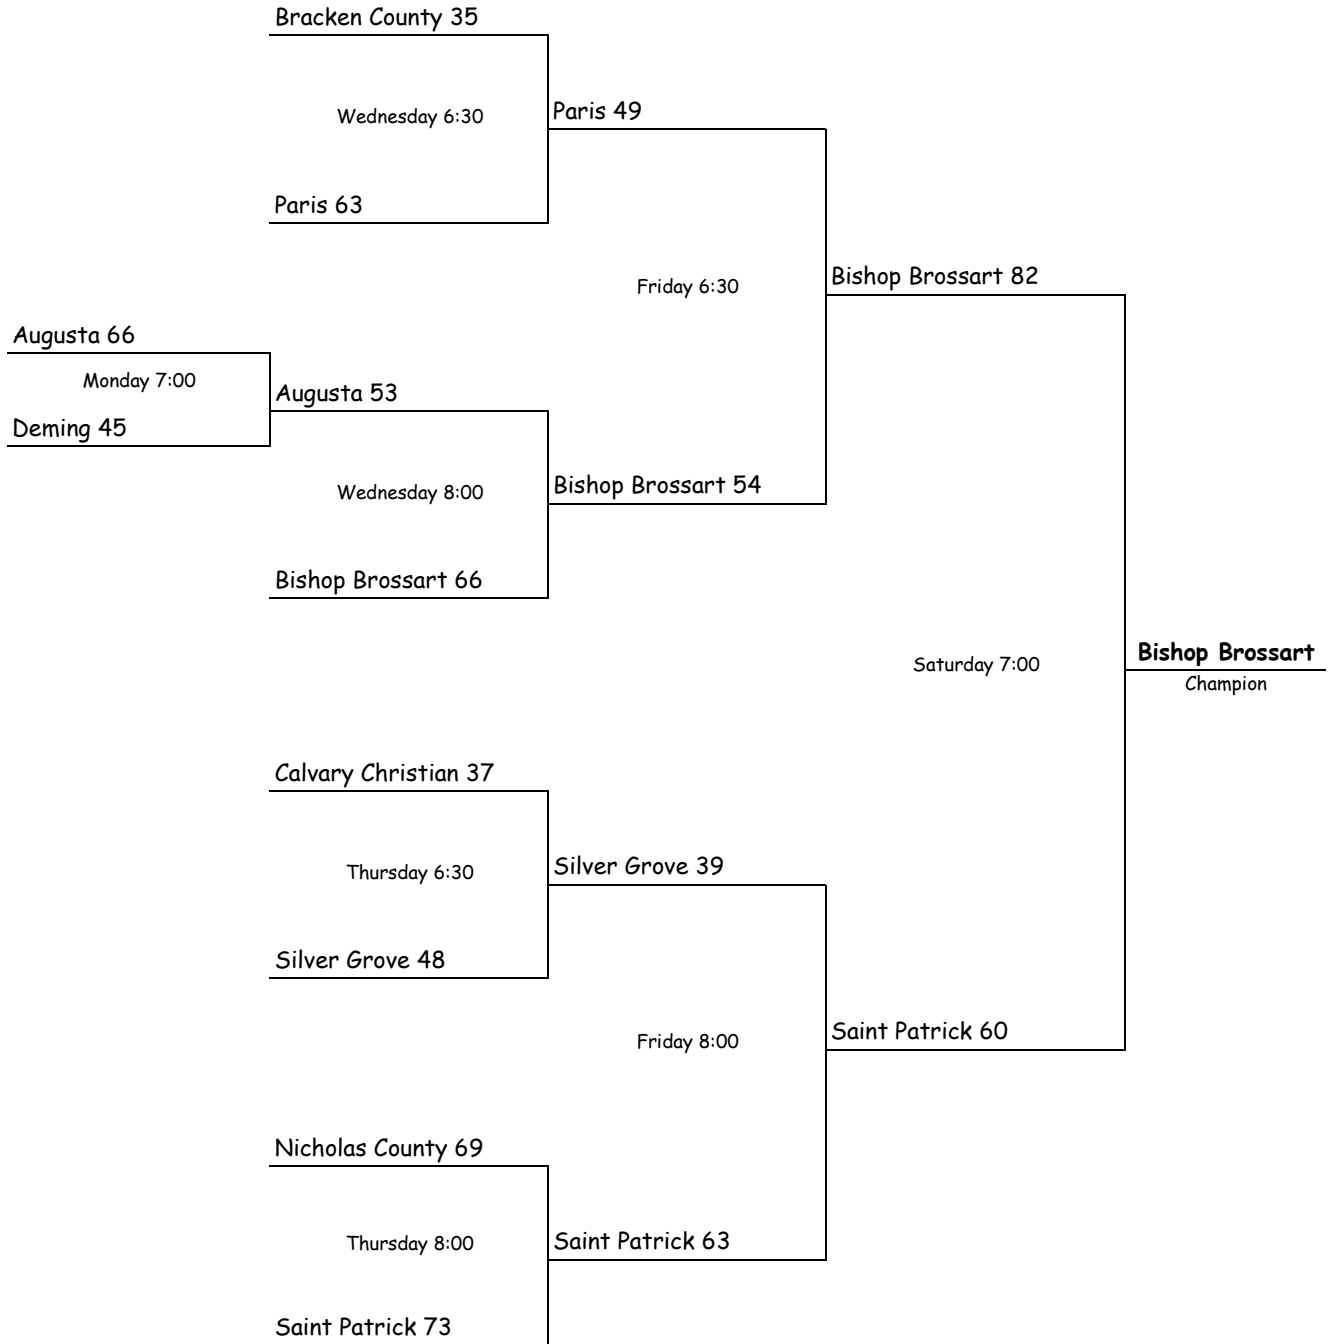 Bracken County 35
Wednesday 6:30
Paris 49
Paris 63
Friday 6:30
Bishop Brossart 82
Augusta 66
Monday 7:00
Augusta 53
Deming 45
Wednesday 8:00
Bishop Brossart 54
Bishop Brossart 66
Saturday 7:00
Bishop Brossart
Champion
Calvary Christian 37
Thursday 6:30
Silver Grove 39
Silver Grove 48
Friday 8:00
Saint Patrick 60
Nicholas County 69
Thursday 8:00
Saint Patrick 63
Saint Patrick 73